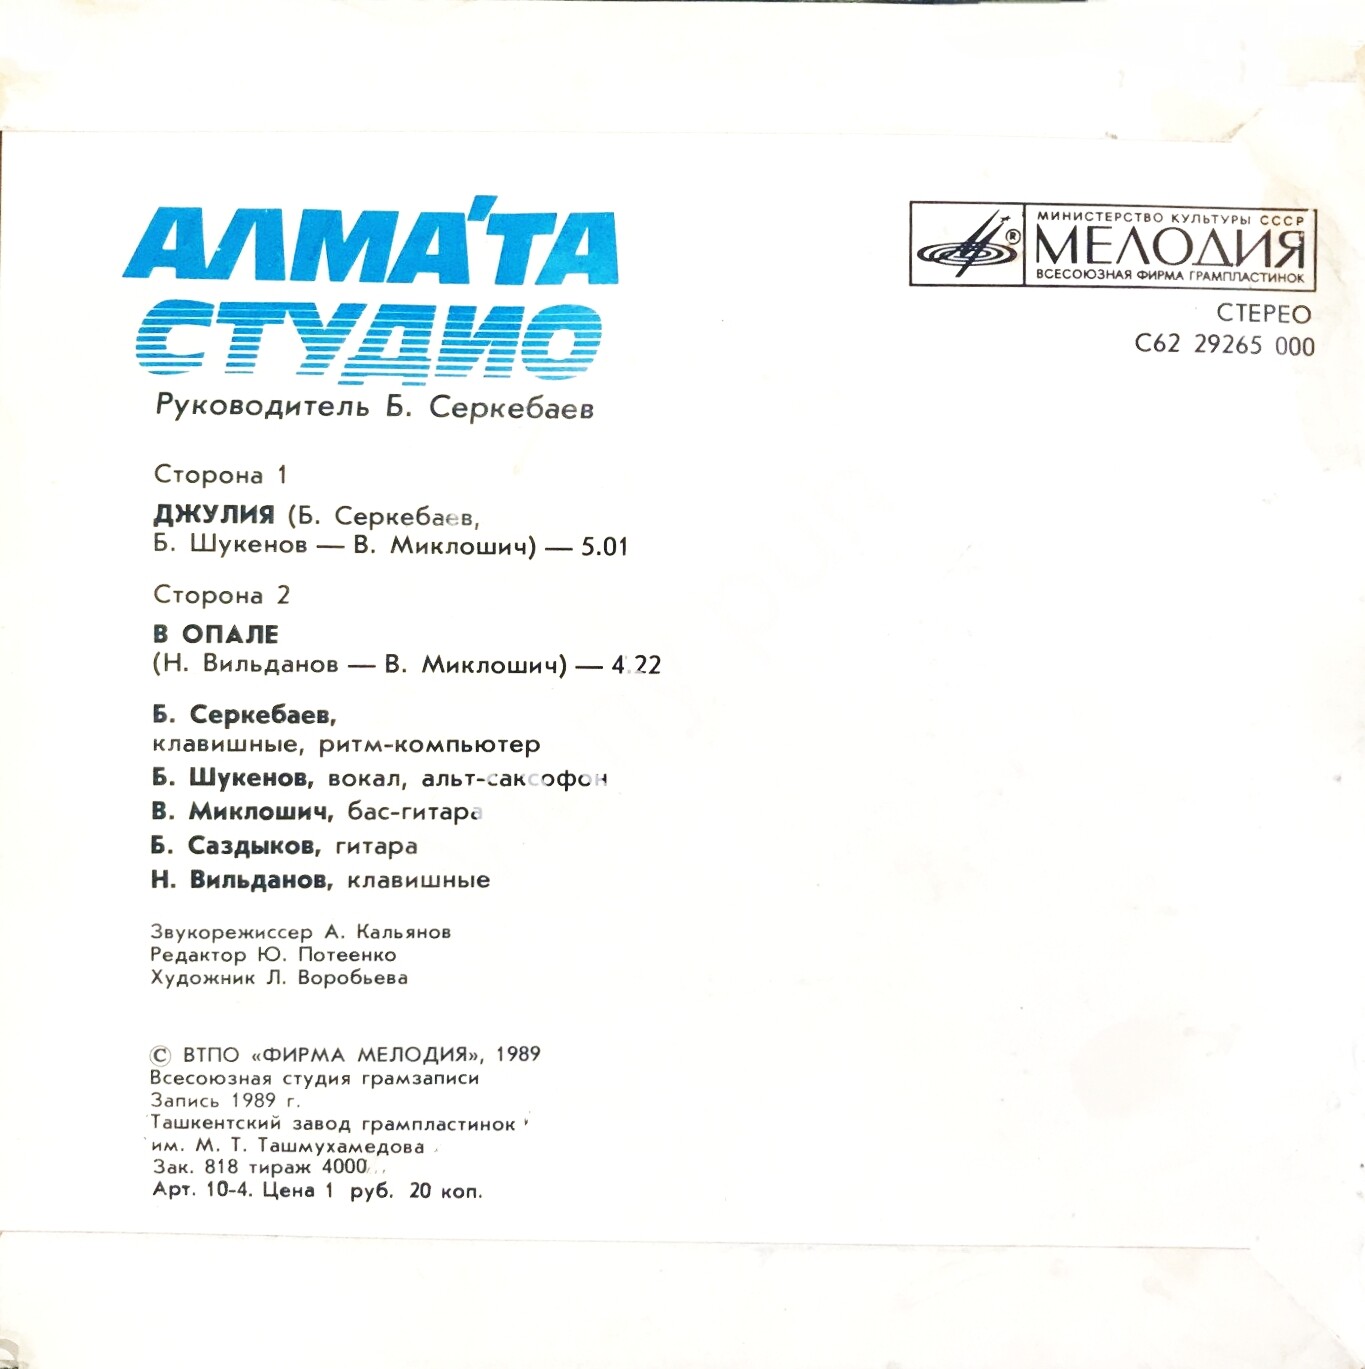 АЛМА'ТА
СТУДИО
Руководитель Б. Серкебаев
МИНИСТЕРСТВО КУЛЬТУРЫ СССР
МЕЛОДИЯ
ВСЕСОЮЗНАЯ ФИРМА ГРАМПЛАСТИНОК
®
СТЕРЕО
С62 29265 000
Сторона 1
ДЖУЛИЯ (Б. Серкебаев,
Б. Шукенов — В. Миклошич) — 5.01
Сторона 2
В ОПАЛЕ
(Н. Вильданов — В. Миклошич) — 4.22
Б. Серкебаев,
клавишные, ритм-компьютер
Б. Шукенов, вокал, альт-саксофон
В. Миклошич, бас-гитара
Б. Саздыков, гитара
Н. Вильданов, клавишные
Звукорежиссер А. Кальянов
Редактор Ю. Потеенко
Художник Л. Воробьева
© ВТПО «ФИРМА МЕЛОДИЯ», 1989
Всесоюзная студия грамзаписи
Запись 1989 г.
Ташкентский завод грампластинок
им. М. Т. Ташмухамедова
Зак. 818 тираж 4000
Арт. 10-4. Цена 1 руб. 20 коп.